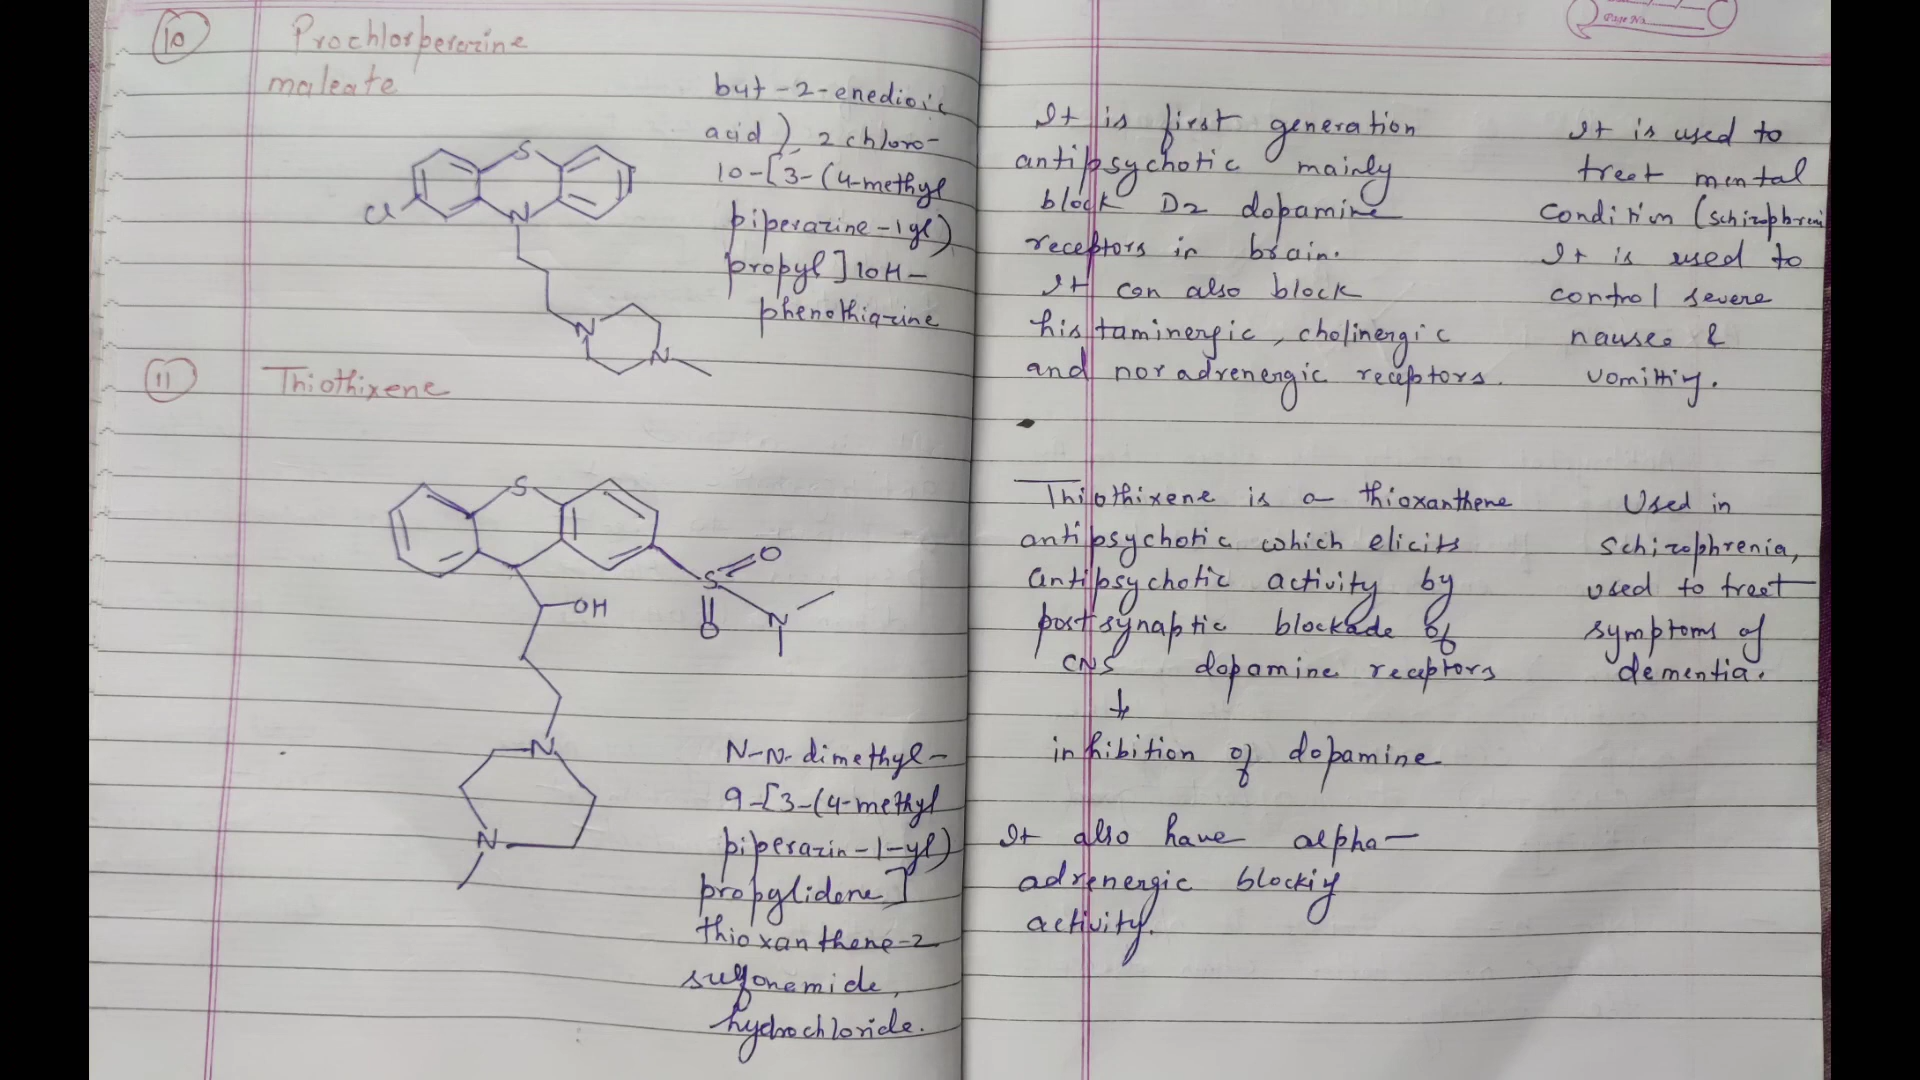 Page No.
10 Prochlorperazine
maleate
but-2-enedioic
acid), 2 chloro-
10-[3-(4-methyl
piperazine-1yl)
propyl] 10H-
phenothiazine
S
Cl
N
N
N
It is first generation
antipsychotic mainly
block D2 dopamine
receptors in brain.
It can also block
histaminergic, cholinergic
and noradrenergic receptors.
It is used to
treat mental
condition (schizophreni
It is used to
control severe
nausea &
vomitting.
11 Thiothixene
S
S
O
O
OH
N
N
N
N-N-dimethyl-
9-[3-(4-methyl
piperazin-1-yl)
propylidene]
thioxanthene-2
sulfonamide,
hydrochloride.
Thiothixene is a thioxanthene
antipsychotic which elicits
antipsychotic activity by
postsynaptic blockade of
CNS dopamine receptors
↓
inhibition of dopamine
It also have alpha-
adrenergic blockiy
activity.
Used in
schizophrenia,
used to treat
symptoms of
dementia.